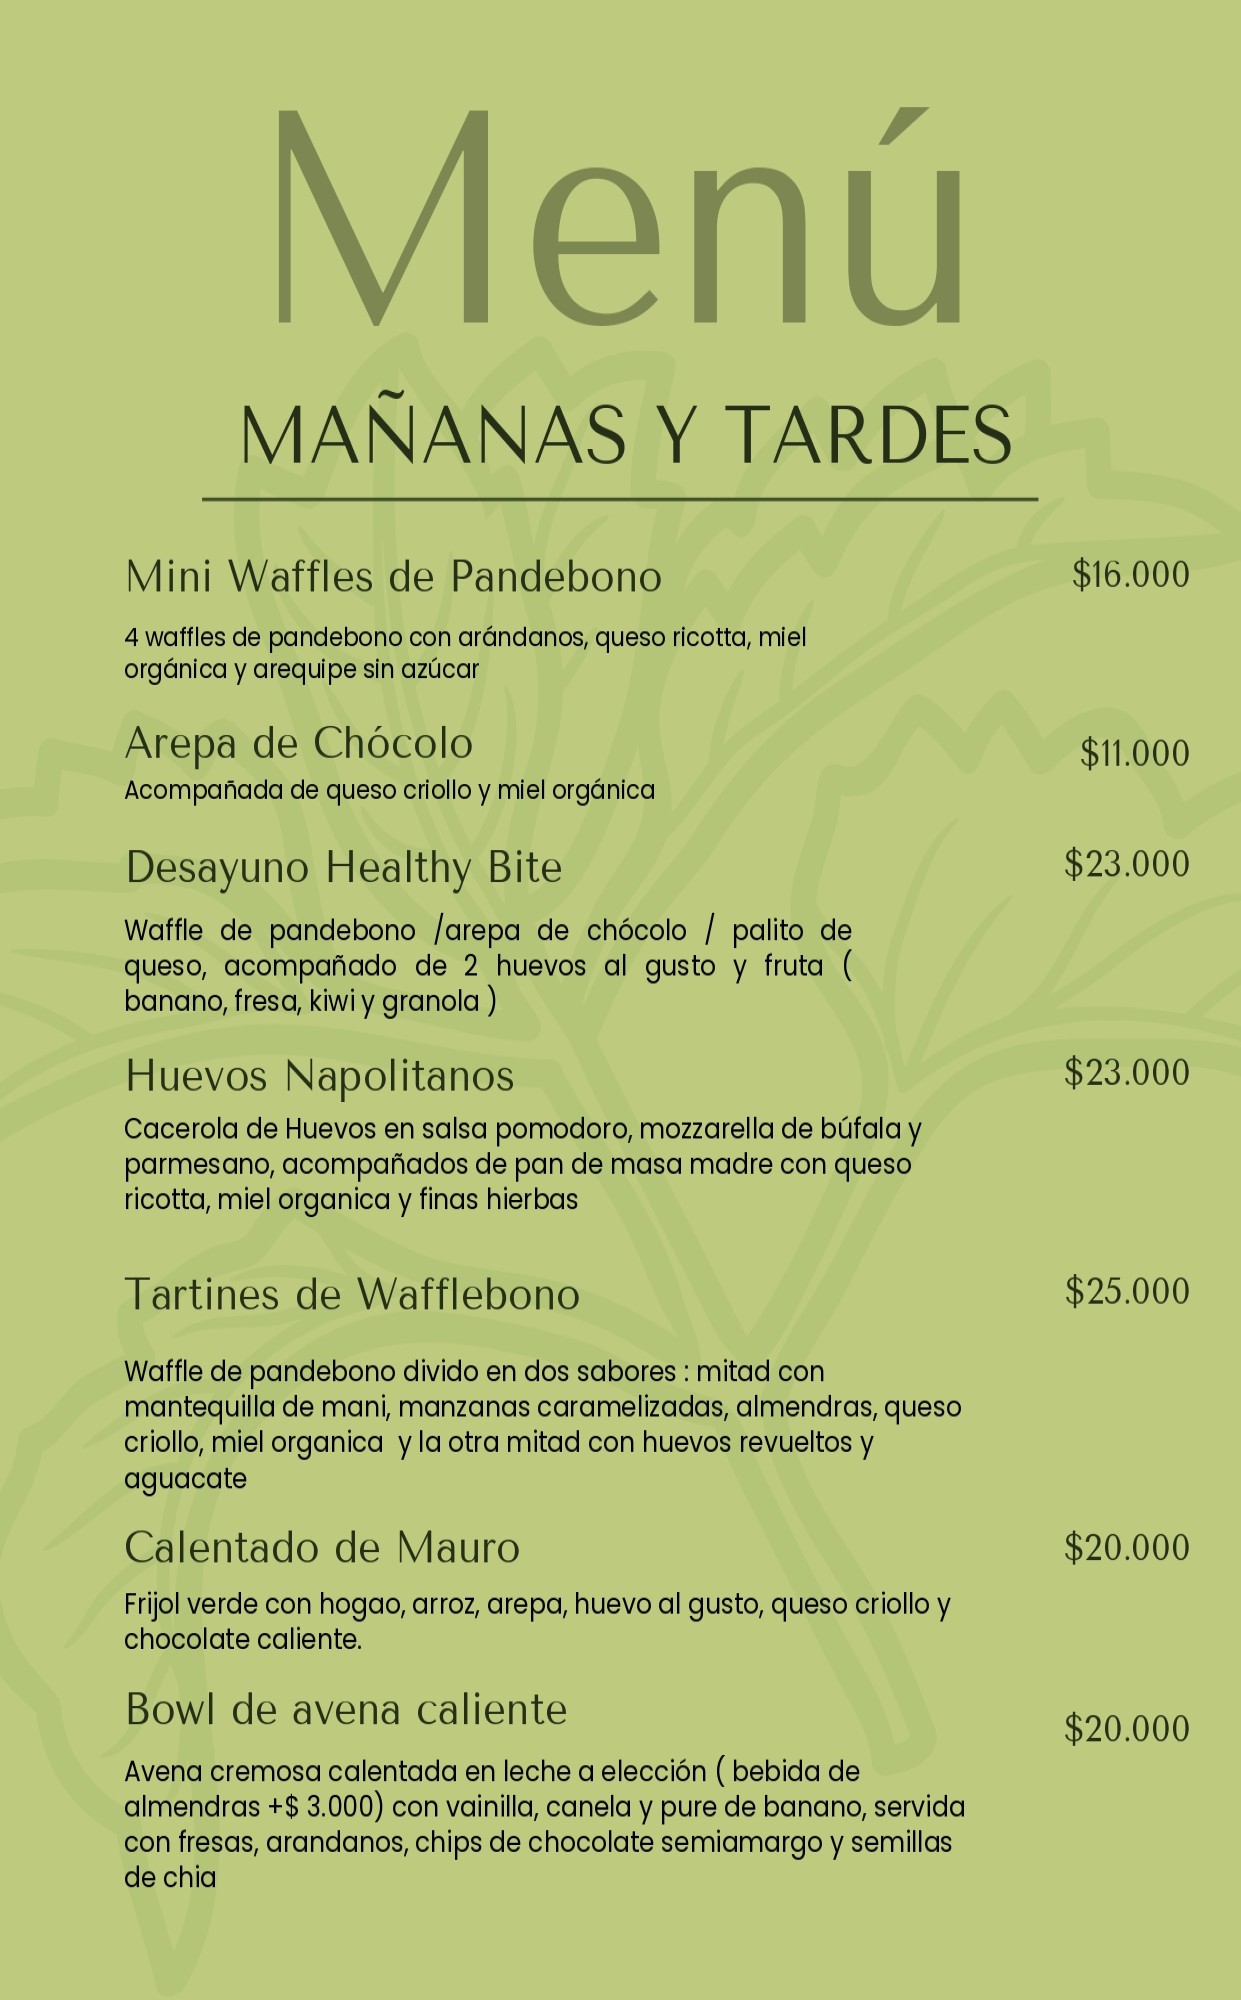 Menú
MAÑANAS Y TARDES
Mini Waffles de Pandebono $16.000
4 waffles de pandebono con arándanos, queso ricotta, miel
orgánica y arequipe sin azúcar
Arepa de Chócolo $11.000
Acompañada de queso criollo y miel orgánica
Desayuno Healthy Bite $23.000
Waffle de pandebono /arepa de chócolo / palito de
queso, acompañado de 2 huevos al gusto y fruta (
banano, fresa, kiwi y granola )
Huevos Napolitanos $23.000
Cacerola de Huevos en salsa pomodoro, mozzarella de búfala y
parmesano, acompañados de pan de masa madre con queso
ricotta, miel organica y finas hierbas
Tartines de Wafflebono $25.000
Waffle de pandebono divido en dos sabores : mitad con
mantequilla de mani, manzanas caramelizadas, almendras, queso
criollo, miel organica  y la otra mitad con huevos revueltos y
aguacate
Calentado de Mauro $20.000
Frijol verde con hogao, arroz, arepa, huevo al gusto, queso criollo y
chocolate caliente.
Bowl de avena caliente $20.000
Avena cremosa calentada en leche a elección ( bebida de
almendras +$ 3.000) con vainilla, canela y pure de banano, servida
con fresas, arandanos, chips de chocolate semiamargo y semillas
de chia